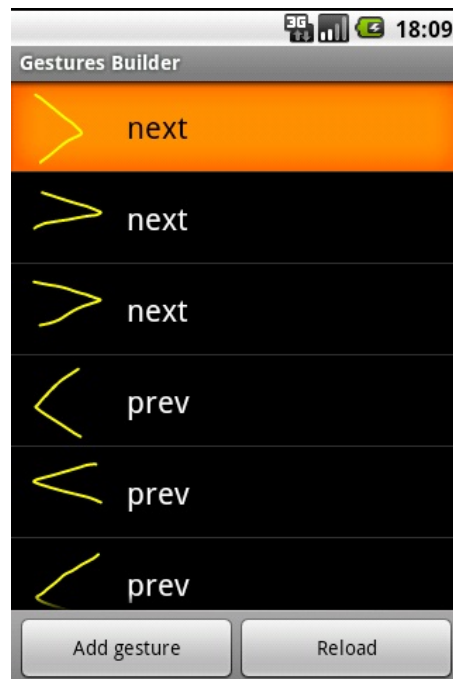 3G 18:09
Gestures Builder
next
next
next
prev
prev
prev
Add gesture Reload